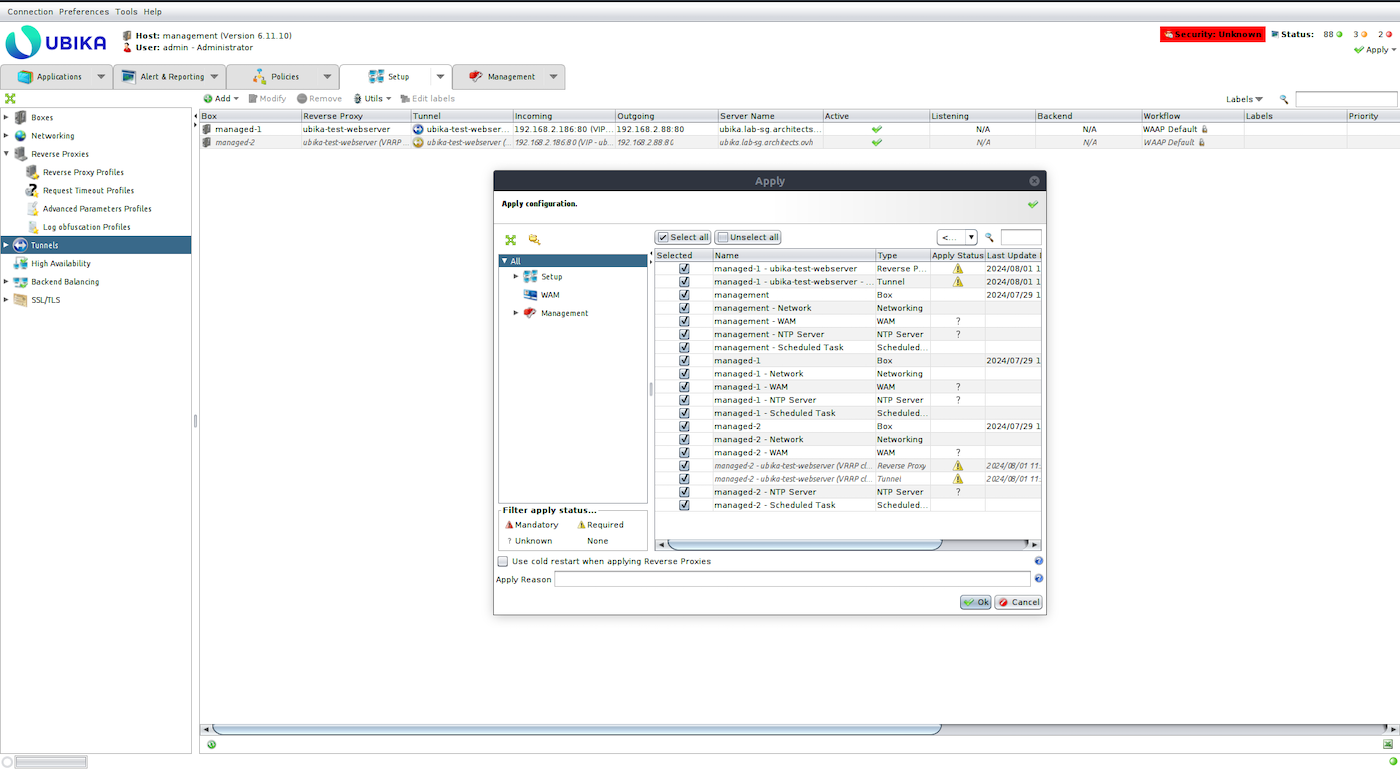 Connection Preferences Tools Help
UBIKA
Host: management (Version 6.11.10)
User: admin - Administrator
Security: Unknown
Status: 88 3 2
Apply
Applications
Alert & Reporting
Policies
Setup
Management
Add Modify Remove Utils Edit labels
Labels
Boxes
Networking
Reverse Proxies
Reverse Proxy Profiles
Request Timeout Profiles
Advanced Parameters Profiles
Log obfuscation Profiles
Tunnels
High Availability
Backend Balancing
SSL/TLS
Box Reverse Proxy Tunnel Incoming Outgoing Server Name Active Listening Backend Workflow Labels Priority
managed-1 ubika-test-webserver ubika-test-webser... 192.168.2.186:80 (VIP... 192.168.2.88:80 ubika.lab-sg.architects... N/A N/A WAAP Default
managed-2 ubika-test-webserver (VRRP ... ubika-test-webserver (... 192.168.2.186:80 (VIP - ub... 192.168.2.88:80 ubika.lab-sg.architects.ovh N/A N/A WAAP Default
Apply
Apply configuration.
Select all Unselect all <...
All
Setup
WAM
Management
Selected Name Type Apply Status Last Update
managed-1 - ubika-test-webserver Reverse P... 2024/08/01 1
managed-1 - ubika-test-webserver - ... Tunnel 2024/08/01 1
management Box 2024/07/29 1
management - Network Networking
management - WAM WAM ?
management - NTP Server NTP Server ?
management - Scheduled Task Scheduled...
managed-1 Box 2024/07/29 1
managed-1 - Network Networking
managed-1 - WAM WAM ?
managed-1 - NTP Server NTP Server ?
managed-1 - Scheduled Task Scheduled...
managed-2 Box 2024/07/29 1
managed-2 - Network Networking
managed-2 - WAM WAM ?
managed-2 - ubika-test-webserver (VRRP cl... Reverse Proxy 2024/08/01 11:
managed-2 - ubika-test-webserver (VRRP cl... Tunnel 2024/08/01 11:
managed-2 - NTP Server NTP Server ?
managed-2 - Scheduled Task Scheduled...
Filter apply status...
Mandatory Required
? Unknown None
Use cold restart when applying Reverse Proxies
Apply Reason
Ok Cancel